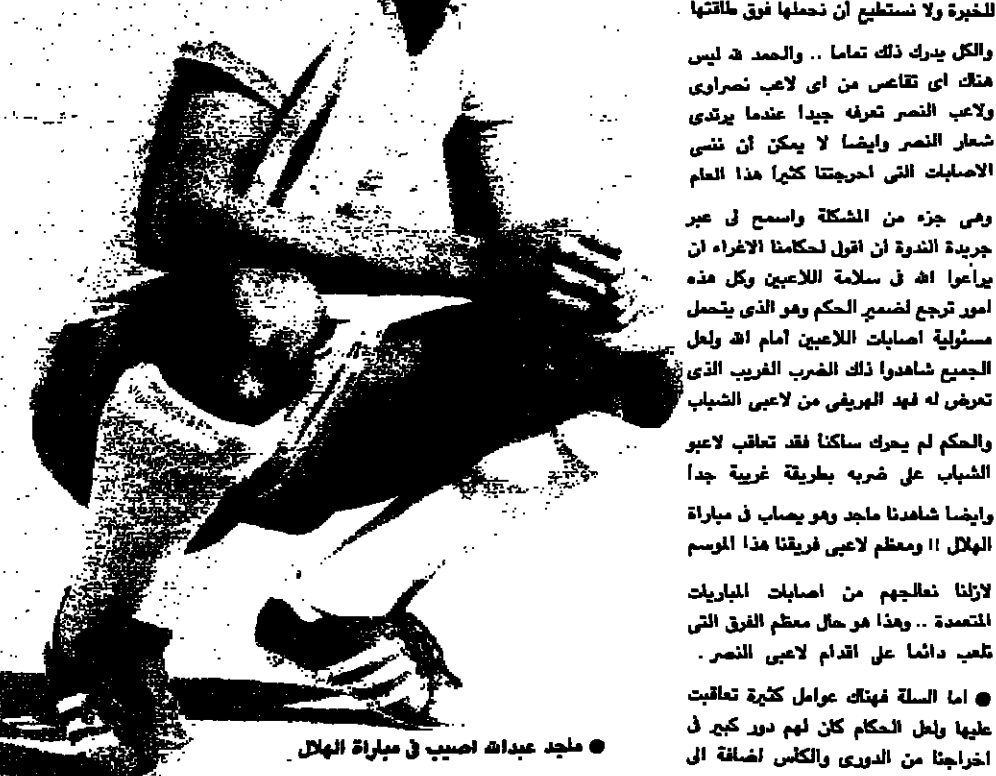 للخبرة ولا نستطيع أن نحملها فوق طاقتها
والكل يدرك ذلك تماما .. والحمد لله ليس
هناك اى تقاعس من اى لاعب نصراوى
ولاعب النصر تعرفه جيدا عندما يرتدى
شعار النصر وايضا لا يمكن أن ننسى
الاصابات التى احرجتنا كثيرا هذا العام
وهى جزء من المشكلة واسمح لى عبر
جريدة الندوة أن اقول لحكامنا الاعزاء ان
يراعوا الله فى سلامة اللاعبين وكل هذه
امور ترجع لضمير الحكم وهو الذى يتحمل
مسئولية اصابات اللاعبين أمام الله ولعل
الجميع شاهدوا ذلك الضرب الغريب الذى
تعرض له فهد الهريفى من لاعبى الشباب
والحكم لم يحرك ساكنا فقد تعاقب لاعبو
الشباب على ضربه بطريقة غريبة جدا
وايضا شاهدنا ماجد وهو يصاب فى مباراة
الهلال !! ومعظم لاعبى فريقنا هذا الموسم
لازلنا نعالجهم من اصابات المباريات
المتعمدة .. وهذا هو حال معظم الفرق التى
تلعب دائما على اقدام لاعبى النصر .
● اما السلة فهناك عوامل كثيرة تعاقبت
عليها ولعل الحكام كان لهم دور كبير فى
اخراجنا من الدورى والكأس اضافة الى
● ماجد عبدالله اصيب فى مباراة الهلال